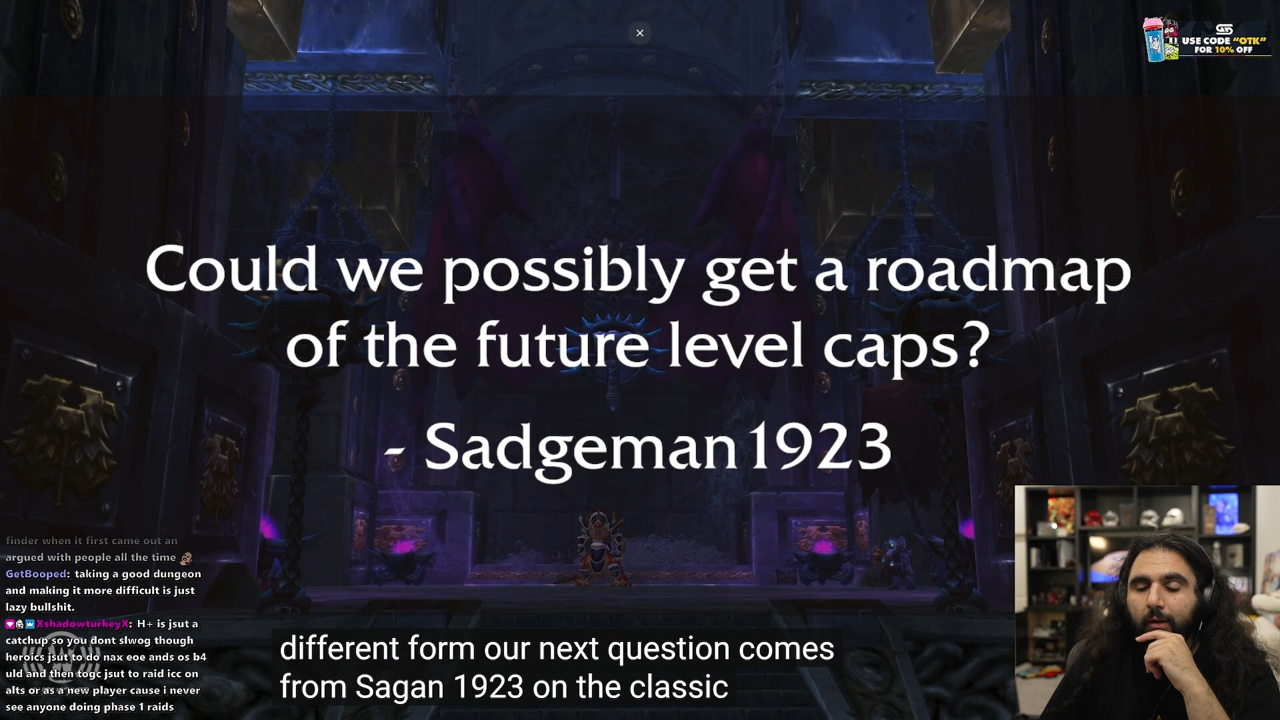 USE CODE "OTK"
FOR 10% OFF
Could we possibly get a roadmap
of the future level caps?
- Sadgeman1923
finder when it first came out an
argued with people all the time
GetBooped: taking a good dungeon
and making it more difficult is just
lazy bullshit.
XshadowturkeyX: H+ is jsut a
catchup so you dont slwog though
heroics jsut to do nax eoe ands os b4
uld and then togc jsut to raid icc on
alts or as a new player cause i never
see anyone doing phase 1 raids
different form our next question comes
from Sagan 1923 on the classic